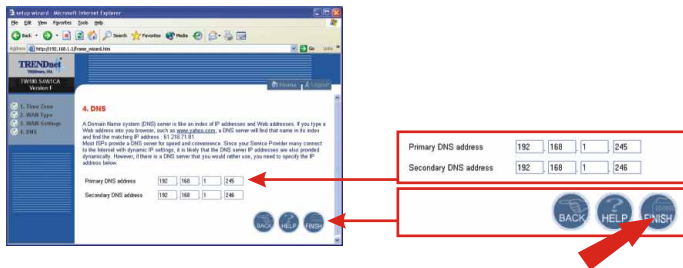 setup wizard - Microsoft Internet Explorer
File Edit View Favorites Tools Help
Back Search Favorites Media
Address http://192.168.1.1/frame_wizard.htm Go Links
TRENDnet
TRENDware, Inc.
TW100-S4W1CA
Version F
Home Logout
1. Time Zone
2. WAN Type
3. WAN Settings
4. DNS
4. DNS
A Domain Name system (DNS) server is like an index of IP addresses and Web addresses. If you type a
Web address into you browser, such as www.yahoo.com, a DNS server will find that name in its index
and find the matching IP address : 61.218.71.81.
Most ISPs provide a DNS server for speed and convenience. Since your Service Provider many connect
to the Internet with dynamic IP settings, it is likely that the DNS server IP addresses are also provided
dynamically. However, if there is a DNS server that you would rather use, you need to specify the IP
address below.
Primary DNS address 192 . 168 . 1 . 245
Secondary DNS address 192 . 168 . 1 . 246
BACK HELP FINISH
Primary DNS address 192 . 168 . 1 . 245
Secondary DNS address 192 . 168 . 1 . 246
BACK HELP FINISH